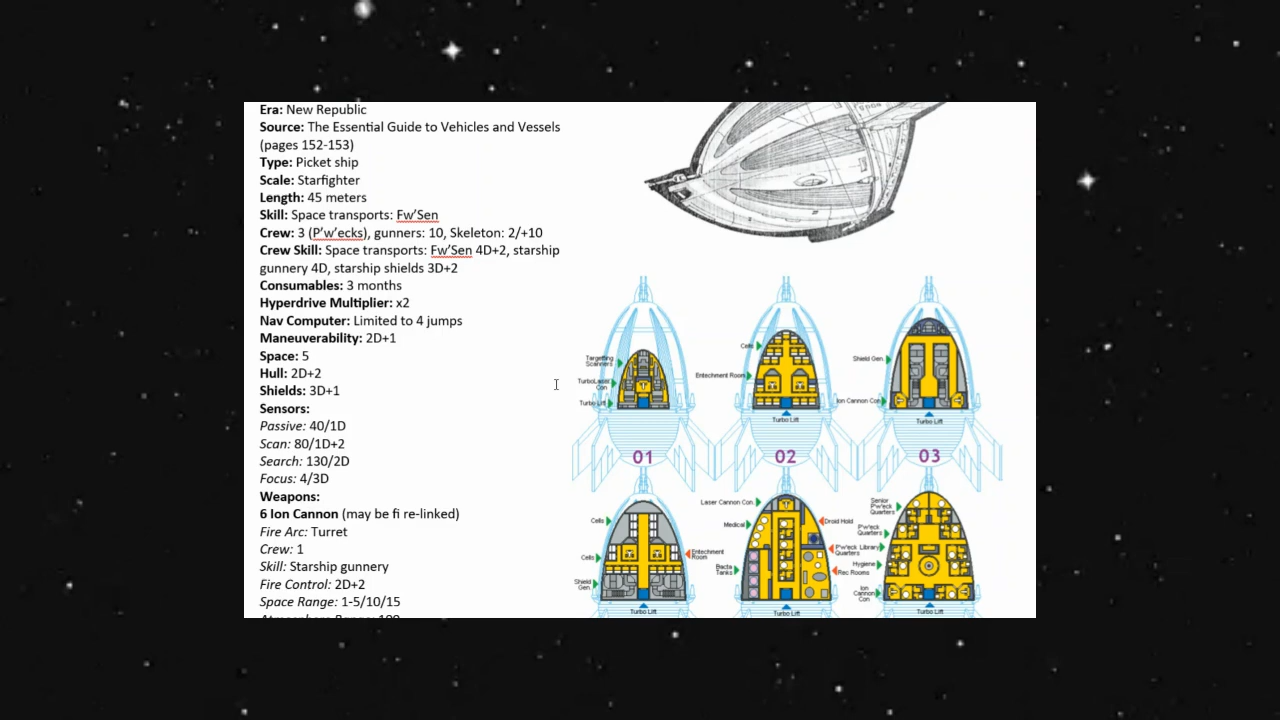 Era: New Republic
Source: The Essential Guide to Vehicles and Vessels
(pages 152-153)
Type: Picket ship
Scale: Starfighter
Length: 45 meters
Skill: Space transports: Fw’Sen
Crew: 3 (P’w’ecks), gunners: 10, Skeleton: 2/+10
Crew Skill: Space transports: Fw’Sen 4D+2, starship
gunnery 4D, starship shields 3D+2
Consumables: 3 months
Hyperdrive Multiplier: x2
Nav Computer: Limited to 4 jumps
Maneuverability: 2D+1
Space: 5
Hull: 2D+2
Shields: 3D+1
Sensors:
Passive: 40/1D
Scan: 80/1D+2
Search: 130/2D
Focus: 4/3D
Weapons:
6 Ion Cannon (may be fi re-linked)
Fire Arc: Turret
Crew: 1
Skill: Starship gunnery
Fire Control: 2D+2
Space Range: 1-5/10/15
Targetting
Scanners
TurboLaser
Con
Turbo Lift
01
Cells
Entechment Room
Turbo Lift
02
Shield Gen.
Ion Cannon Con
Turbo Lift
03
Cells
Cells
Shield
Gen.
Entechment
Room
Turbo Lift
Laser Cannon Con.
Medical
Bacta
Tanks
Droid Hold
P'w'eck Library
Quarters
Rec Rooms
Turbo Lift
Senior
P'w'eck
Quarters
P'w'eck
Quarters
Hygiene
Ion
Cannon
Con
Turbo Lift